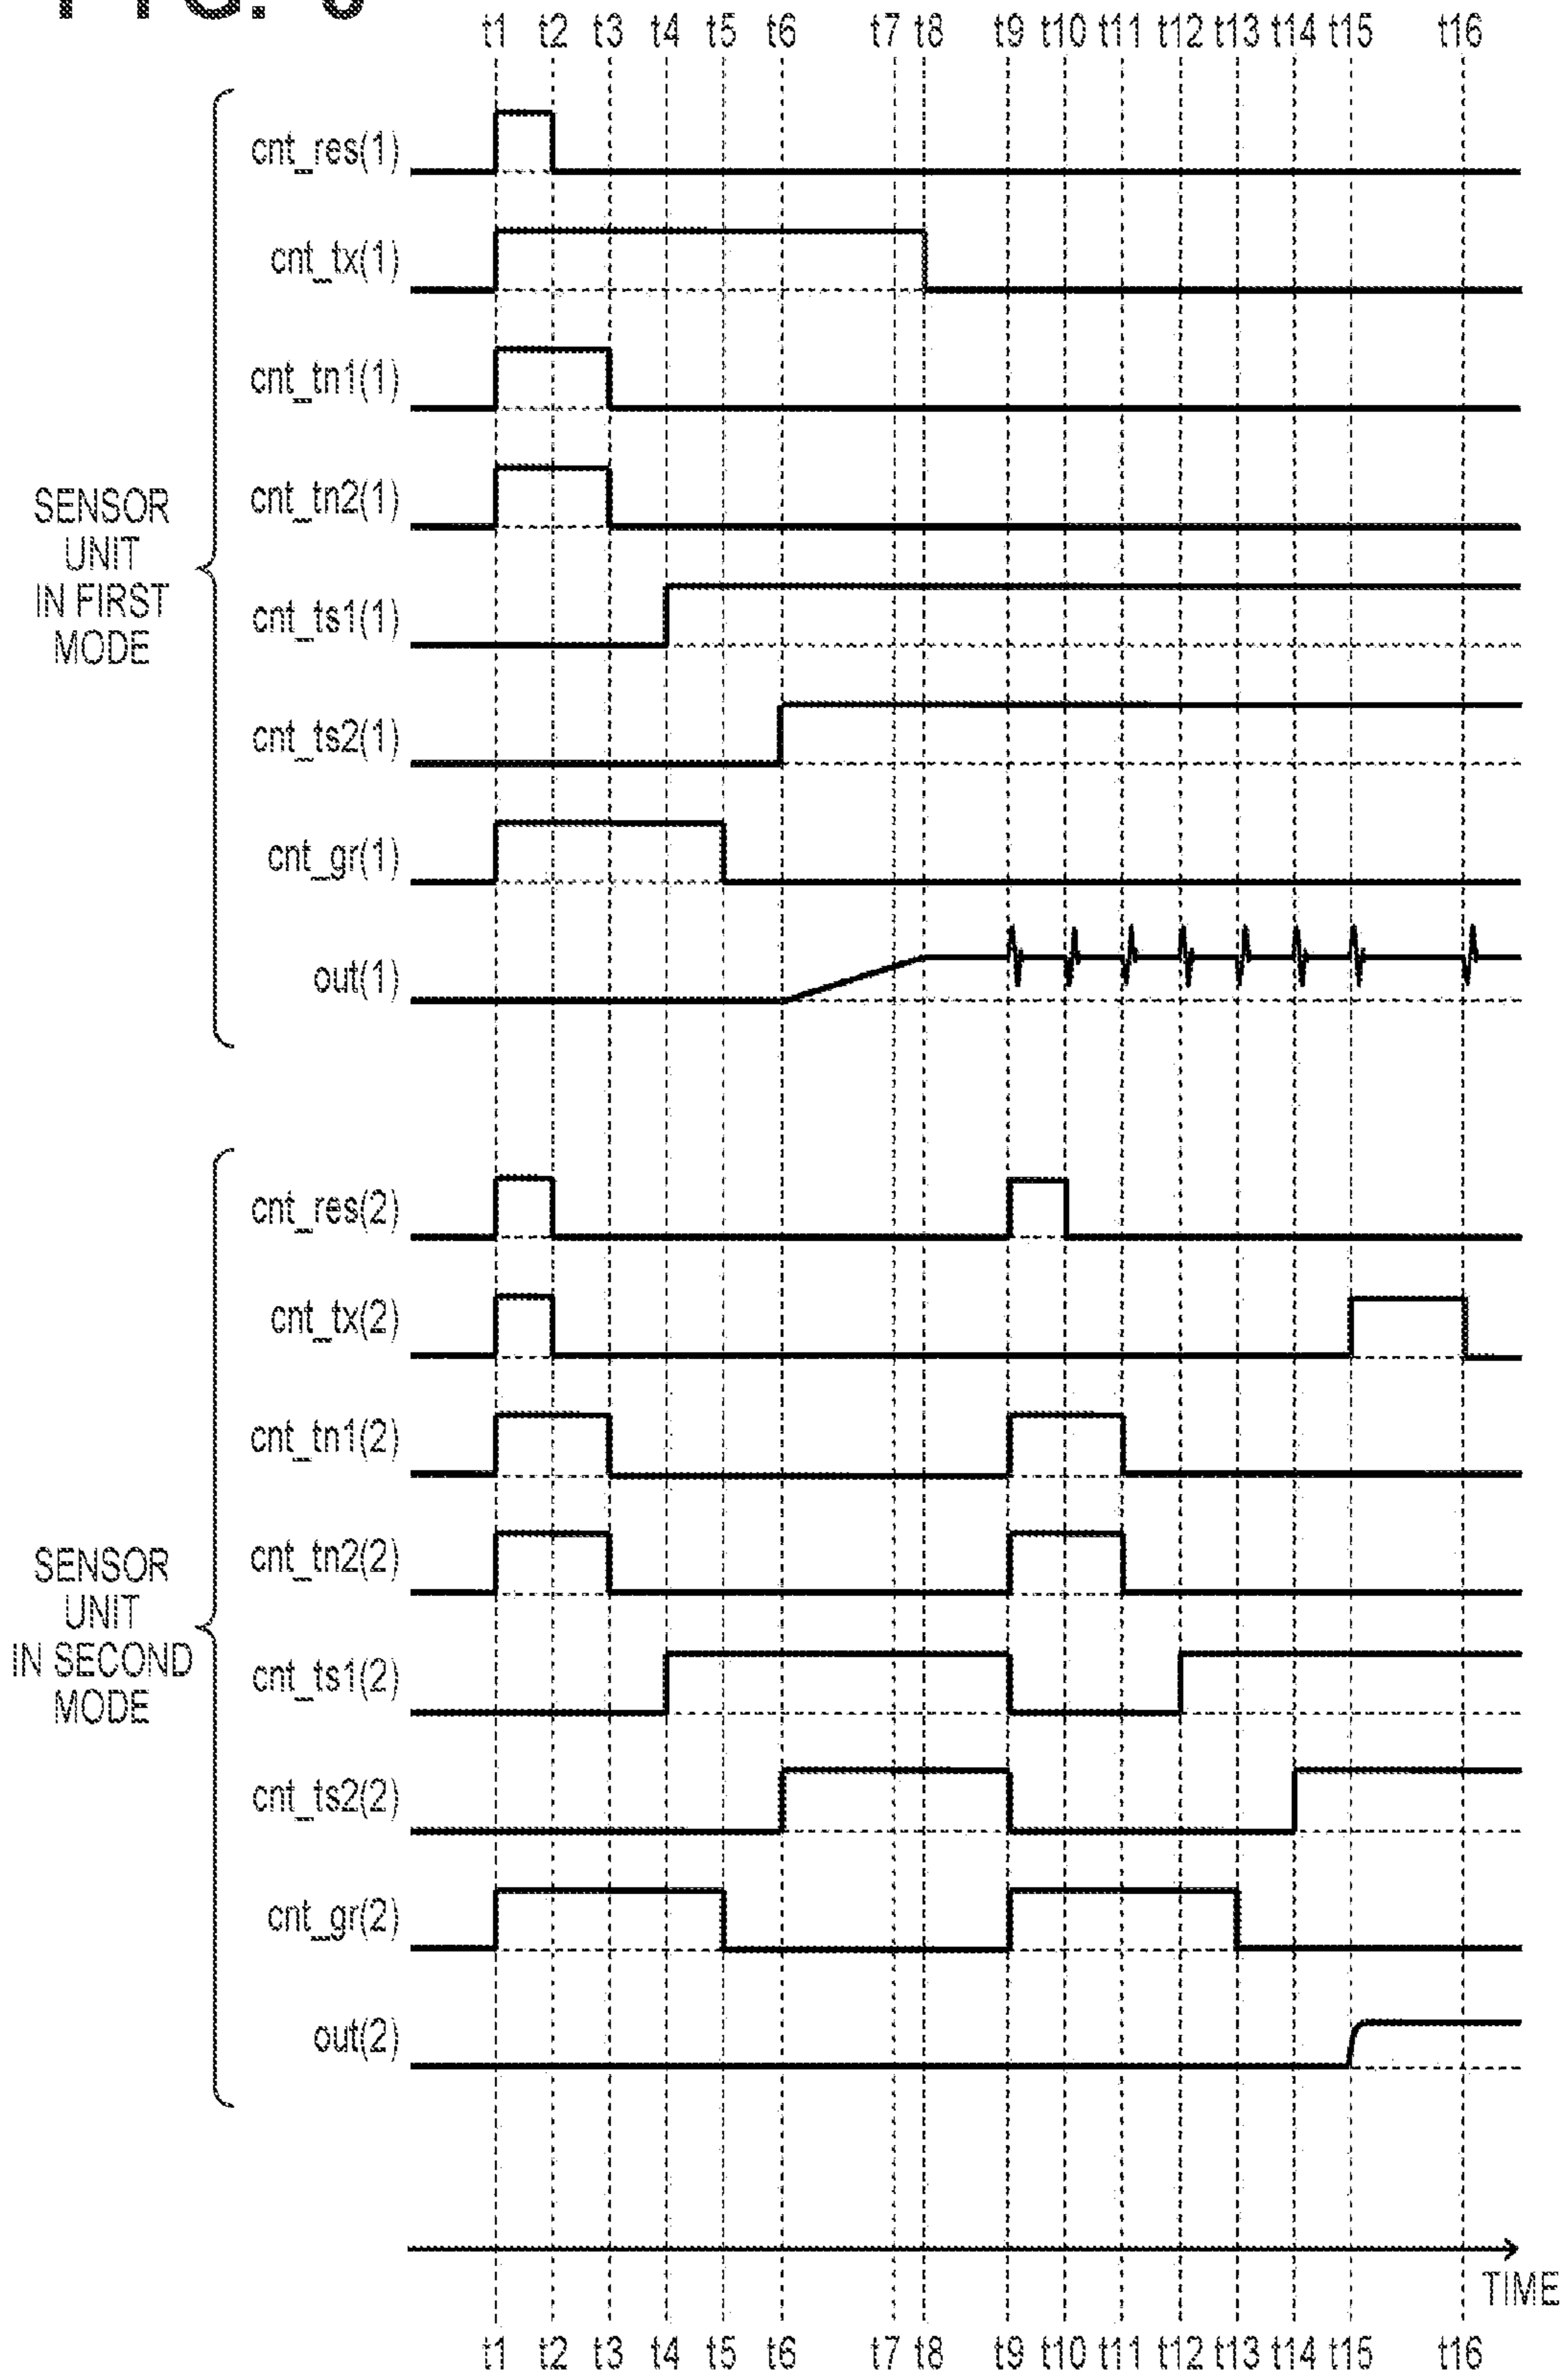 t1 t2 t3 t4 t5 t6 t7 t8 t9 t10 t11 t12 t13 t14 t15 t16
SENSOR
UNIT
IN FIRST
MODE
cnt_res(1)
cnt_tx(1)
cnt_tn1(1)
cnt_tn2(1)
cnt_ts1(1)
cnt_ts2(1)
cnt_gr(1)
out(1)
SENSOR
UNIT
IN SECOND
MODE
cnt_res(2)
cnt_tx(2)
cnt_tn1(2)
cnt_tn2(2)
cnt_ts1(2)
cnt_ts2(2)
cnt_gr(2)
out(2)
TIME
t1 t2 t3 t4 t5 t6 t7 t8 t9 t10 t11 t12 t13 t14 t15 t16